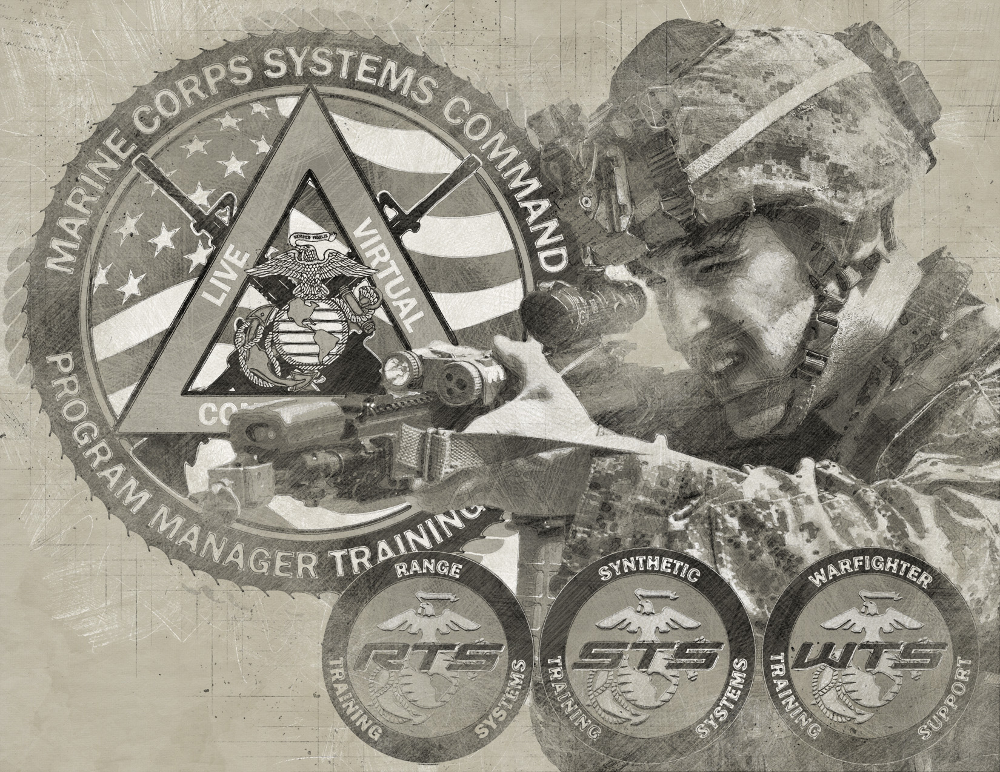 MARINE CORPS SYSTEMS COMMAND
PROGRAM MANAGER TRAINING
LIVE
VIRTUAL
SEMPER FIDELIS
RANGE
TRAINING
SYSTEMS
RTS
SYNTHETIC
TRAINING
SYSTEMS
STS
WARFIGHTER
TRAINING
SUPPORT
WTS